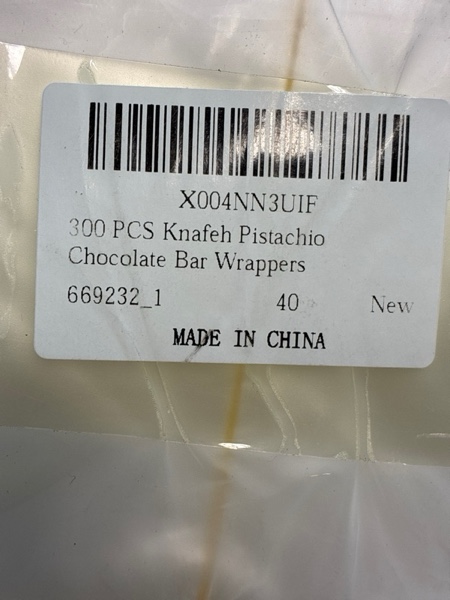 X004NN3UIF
300 PCS Knafeh Pistachio
Chocolate Bar Wrappers
669232_1 40 New
MADE IN CHINA